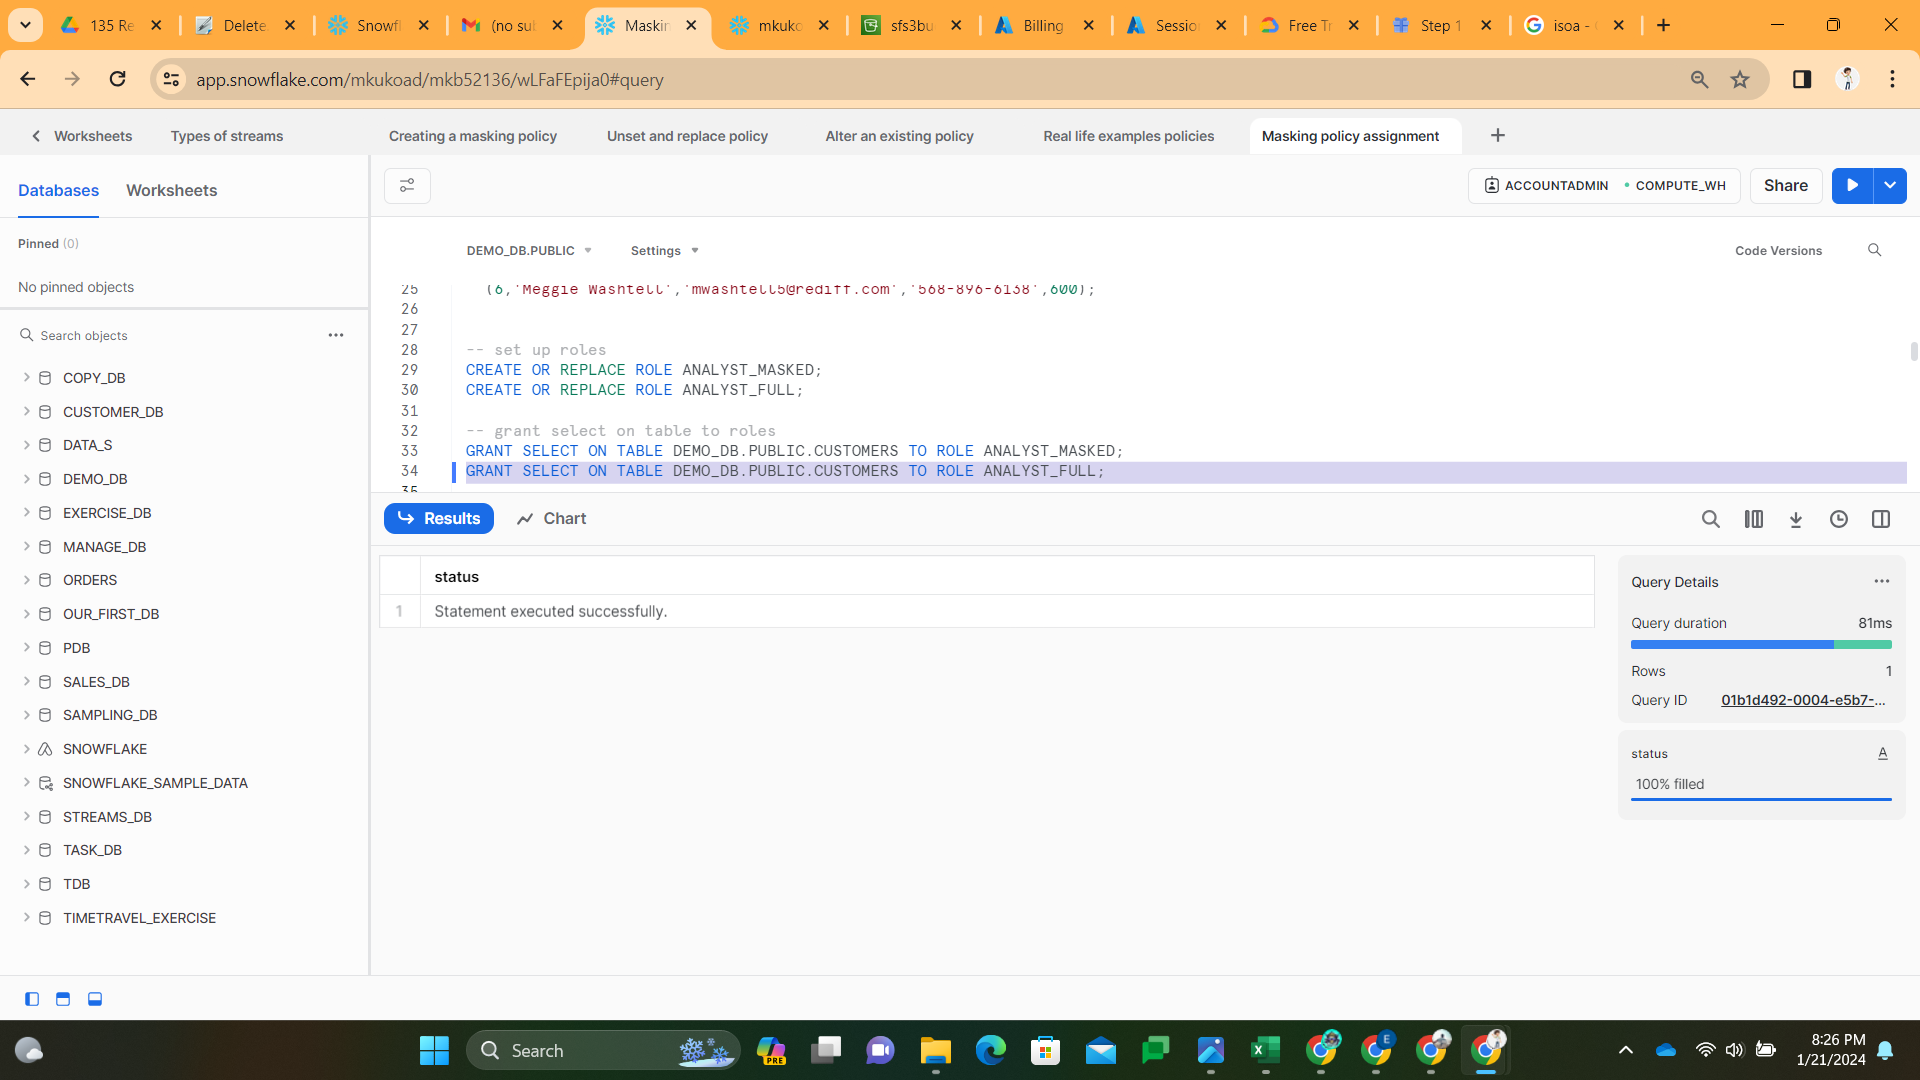 135 Re
Delete
Snowfl
(no sub
Maskin
mkuko
sfs3bu
Billing
Session
Free Tr
Step 1
isoa -
app.snowflake.com/mkukoad/mkb52136/wLFaFEpija0#query
Worksheets
Types of streams
Creating a masking policy
Unset and replace policy
Alter an existing policy
Real life examples policies
Masking policy assignment
Databases
Worksheets
ACCOUNTADMIN
COMPUTE_WH
Share
Pinned (0)
No pinned objects
DEMO_DB.PUBLIC
Settings
Code Versions
Search objects
COPY_DB
CUSTOMER_DB
DATA_S
DEMO_DB
EXERCISE_DB
MANAGE_DB
ORDERS
OUR_FIRST_DB
PDB
SALES_DB
SAMPLING_DB
SNOWFLAKE
SNOWFLAKE_SAMPLE_DATA
STREAMS_DB
TASK_DB
TDB
TIMETRAVEL_EXERCISE
25 (6,'Meggie Washtell','mwashtell5@rediff.com','568-896-6138',600);
26
27
28 -- set up roles
29 CREATE OR REPLACE ROLE ANALYST_MASKED;
30 CREATE OR REPLACE ROLE ANALYST_FULL;
31
32 -- grant select on table to roles
33 GRANT SELECT ON TABLE DEMO_DB.PUBLIC.CUSTOMERS TO ROLE ANALYST_MASKED;
34 GRANT SELECT ON TABLE DEMO_DB.PUBLIC.CUSTOMERS TO ROLE ANALYST_FULL;
35
Results
Chart
status
1 Statement executed successfully.
Query Details
Query duration 81ms
Rows 1
Query ID 01b1d492-0004-e5b7-...
status A
100% filled
Search
PRE
E
8:26 PM
1/21/2024